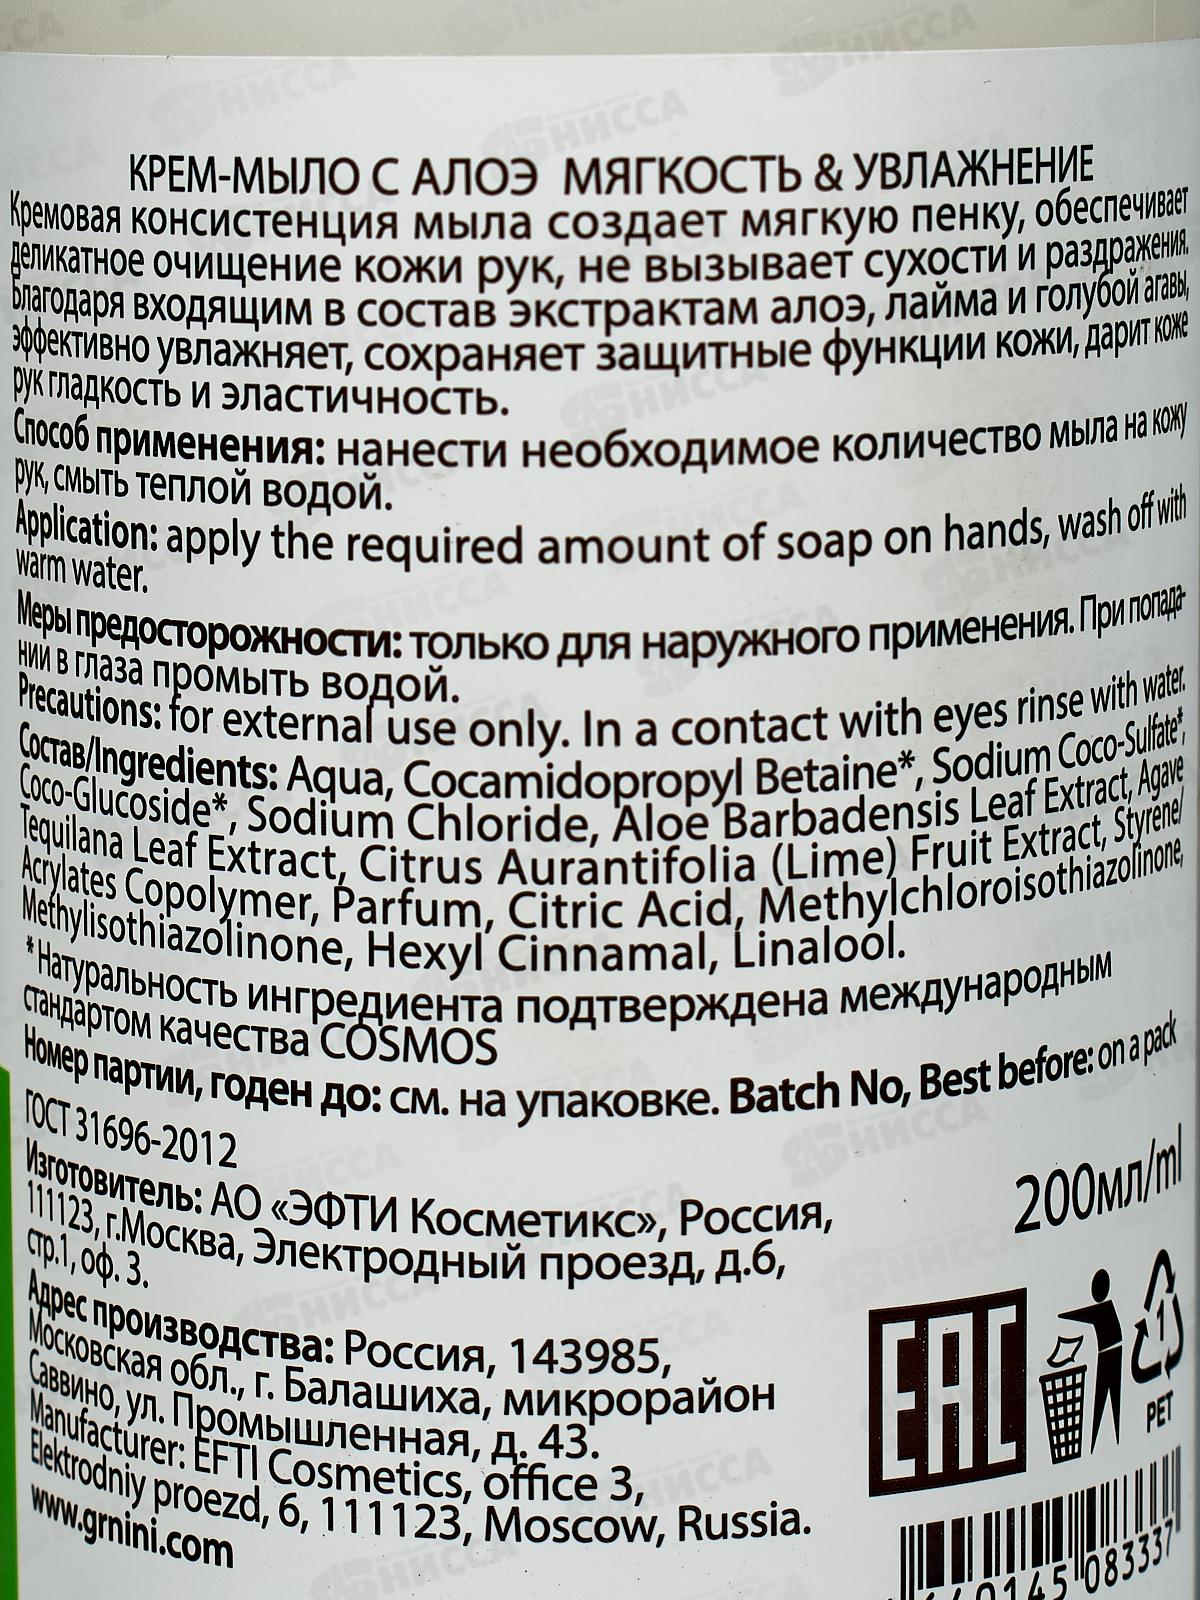 КРЕМ-МЫЛО С АЛОЭ МЯГКОСТЬ & УВЛАЖНЕНИЕ
Кремовая консистенция мыла создает мягкую пенку, обеспечивает
деликатное очищение кожи рук, не вызывает сухости и раздражения.
Благодаря входящим в состав экстрактам алоэ, лайма и голубой агавы,
эффективно увлажняет, сохраняет защитные функции кожи, дарит коже
рук гладкость и эластичность.
Способ применения: нанести необходимое количество мыла на кожу
рук, смыть теплой водой.
Application: apply the required amount of soap on hands, wash off with
warm water.
Меры предосторожности: только для наружного применения. При попада-
нии в глаза промыть водой.
Precautions: for external use only. In a contact with eyes rinse with water.
Состав/Ingredients: Aqua, Cocamidopropyl Betaine*, Sodium Coco-Sulfate*,
Coco-Glucoside*, Sodium Chloride, Aloe Barbadensis Leaf Extract, Agave
Tequilana Leaf Extract, Citrus Aurantifolia (Lime) Fruit Extract, Styrene/
Acrylates Copolymer, Parfum, Citric Acid, Methylchloroisothiazolinone,
Methylisothiazolinone, Hexyl Cinnamal, Linalool.
* Натуральность ингредиента подтверждена международным
стандартом качества COSMOS
Номер партии, годен до: см. на упаковке. Batch No, Best before: on a pack
ГОСТ 31696-2012
Изготовитель: АО «ЭФТИ Косметикс», Россия,
111123, г.Москва, Электродный проезд, д.6,
стр.1, оф. 3.
200мл/ml
Адрес производства: Россия, 143985,
Московская обл., г. Балашиха, микрорайон
Саввино, ул. Промышленная, д. 43.
Manufacturer: EFTI Cosmetics, office 3,
Elektrodniy proezd, 6, 111123, Moscow, Russia.
www.grnini.com
EAC
1
PET
083337